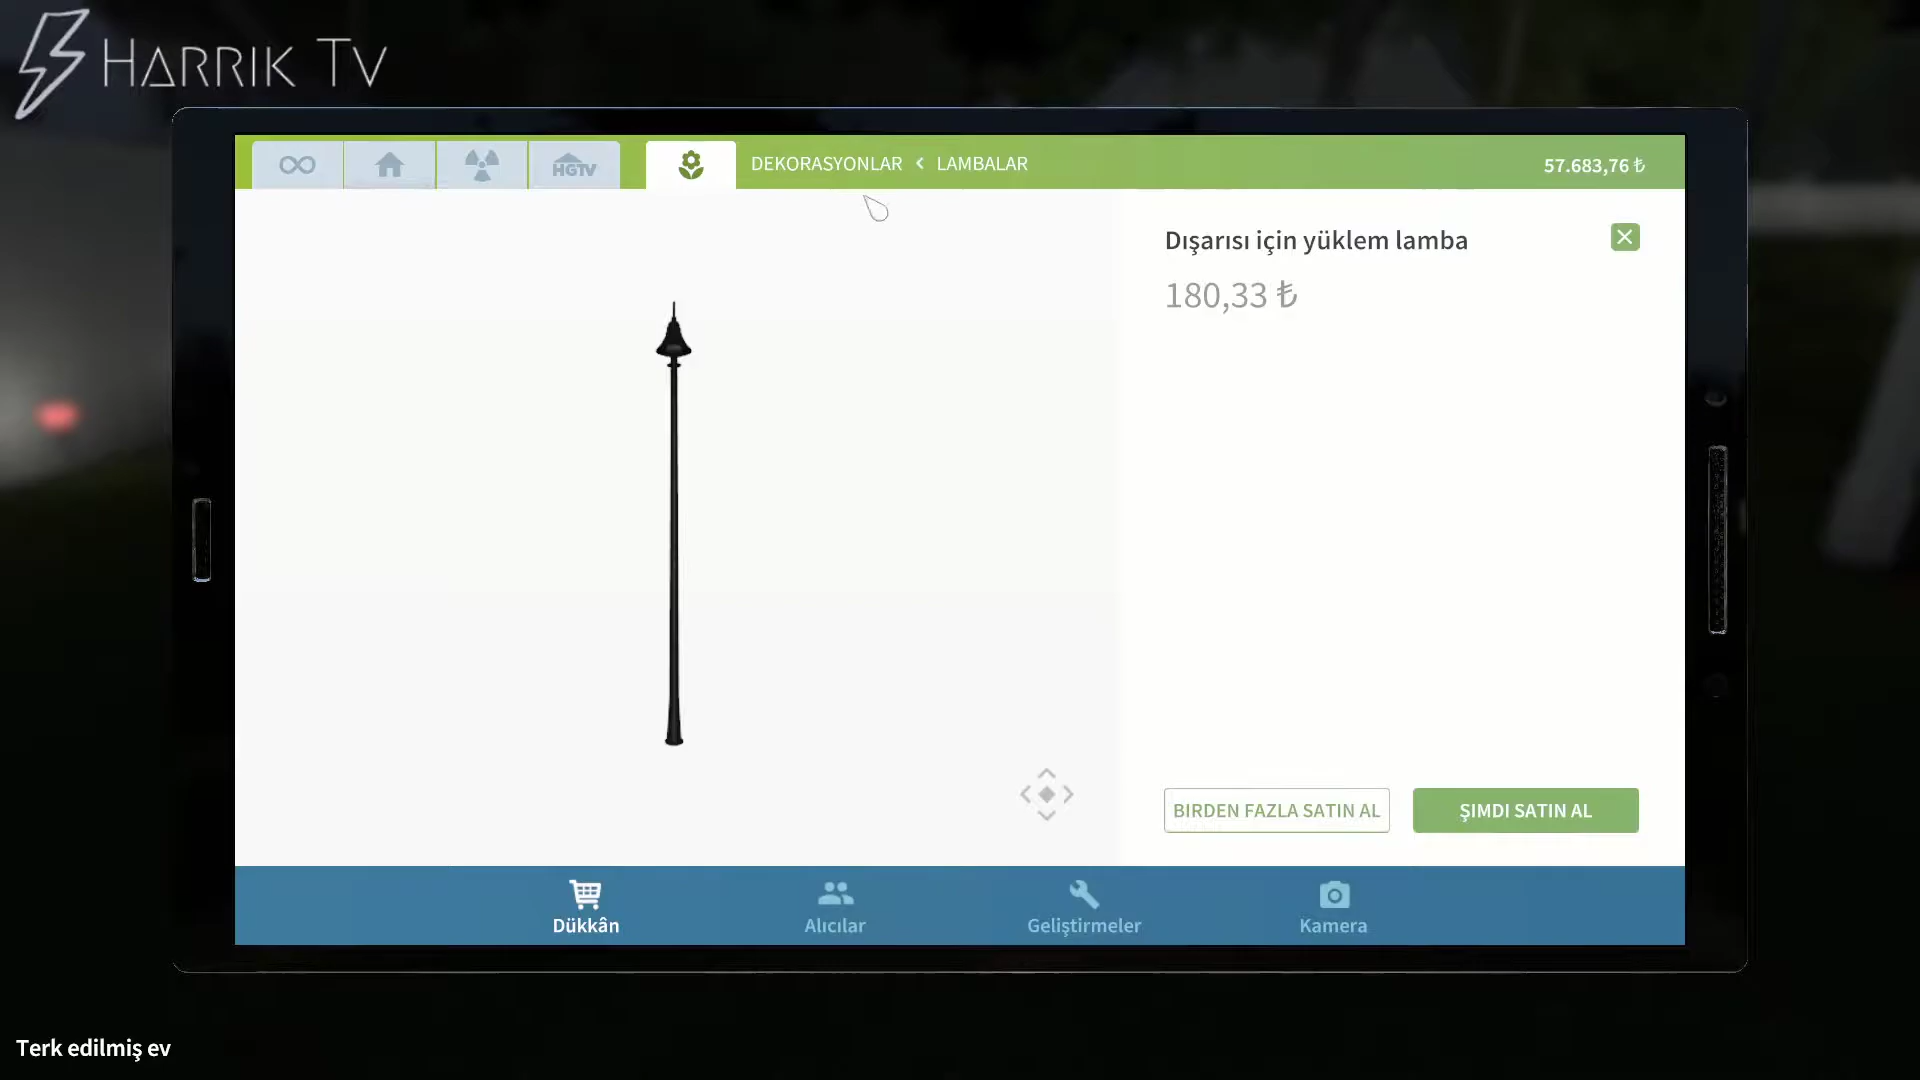 HARRIK TV
HGTV
DEKORASYONLAR < LAMBALAR
57.683,76 ₺
Dışarısı için yüklem lamba
180,33 ₺
BIRDEN FAZLA SATIN AL
ŞIMDI SATIN AL
Dükkân
Alıcılar
Geliştirmeler
Kamera
Terk edilmiş ev